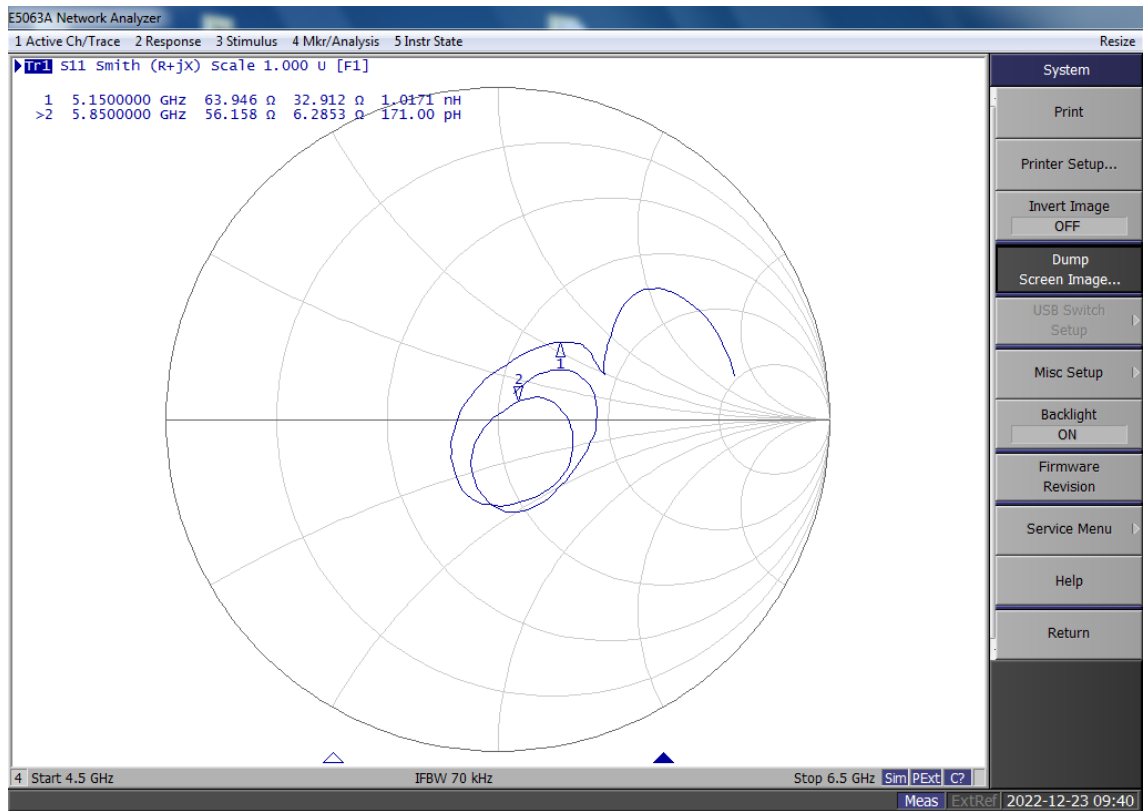 E5063A Network Analyzer
1 Active Ch/Trace 2 Response 3 Stimulus 4 Mkr/Analysis 5 Instr State Resize
Tr1 S11 Smith (R+jX) Scale 1.000 U [F1]
1 5.1500000 GHz 63.946 Ω 32.912 Ω 1.0171 nH
>2 5.8500000 GHz 56.158 Ω 6.2853 Ω 171.00 pH
1
2
System
Print
Printer Setup...
Invert Image
OFF
Dump
Screen Image...
USB Switch
Setup
Misc Setup
Backlight
ON
Firmware
Revision
Service Menu
Help
Return
4 Start 4.5 GHz IFBW 70 kHz Stop 6.5 GHz Sim PExt C?
Meas ExtRef 2022-12-23 09:40